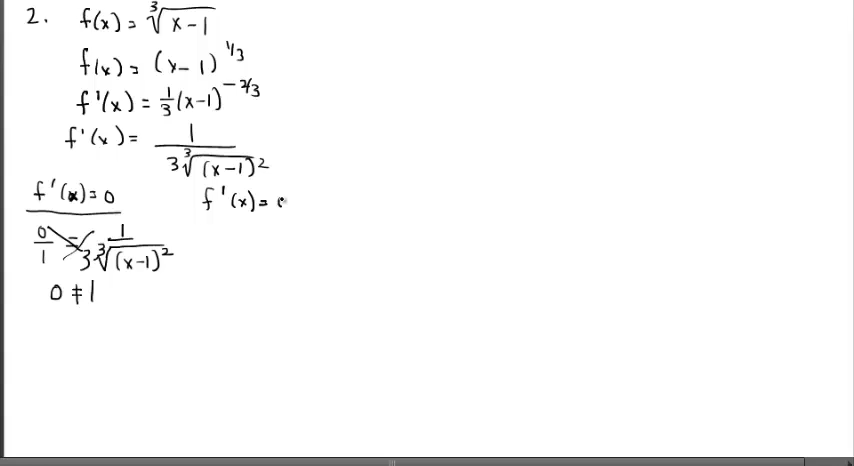 2. f(x) = ∛(x-1)
f(x) = (x-1)^(1/3)
f'(x) = 1/3 (x-1)^(-2/3)
f'(x) = 1/(3∛(x-1)²)
f'(x) = 0
f'(x) =
0/1 = 1/(3∛(x-1)²)
0 ≠ 1